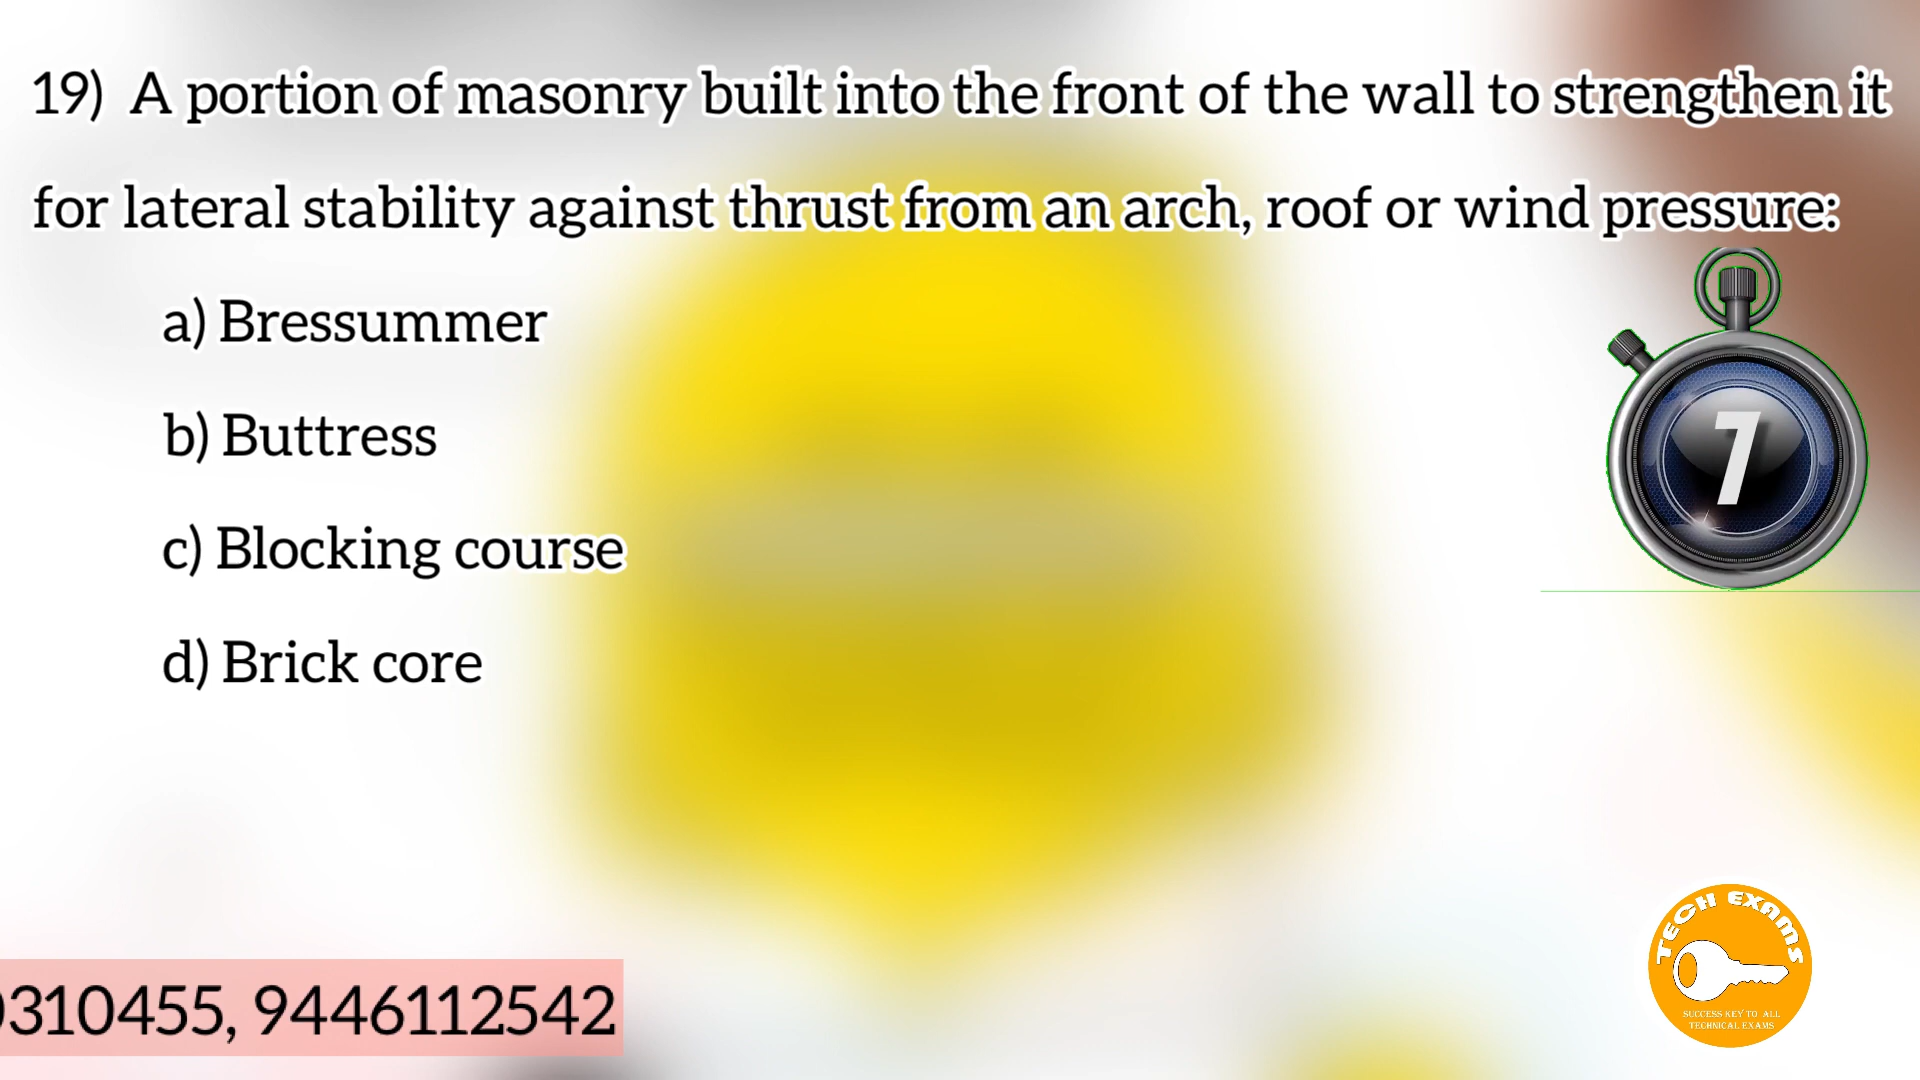 19) A portion of masonry built into the front of the wall to strengthen it
for lateral stability against thrust from an arch, roof or wind pressure:
a) Bressummer
b) Buttress
c) Blocking course
d) Brick core
7
310455, 9446112542
TECH EXAMS
SUCCESS KEY TO ALL
TECHNICAL EXAMS